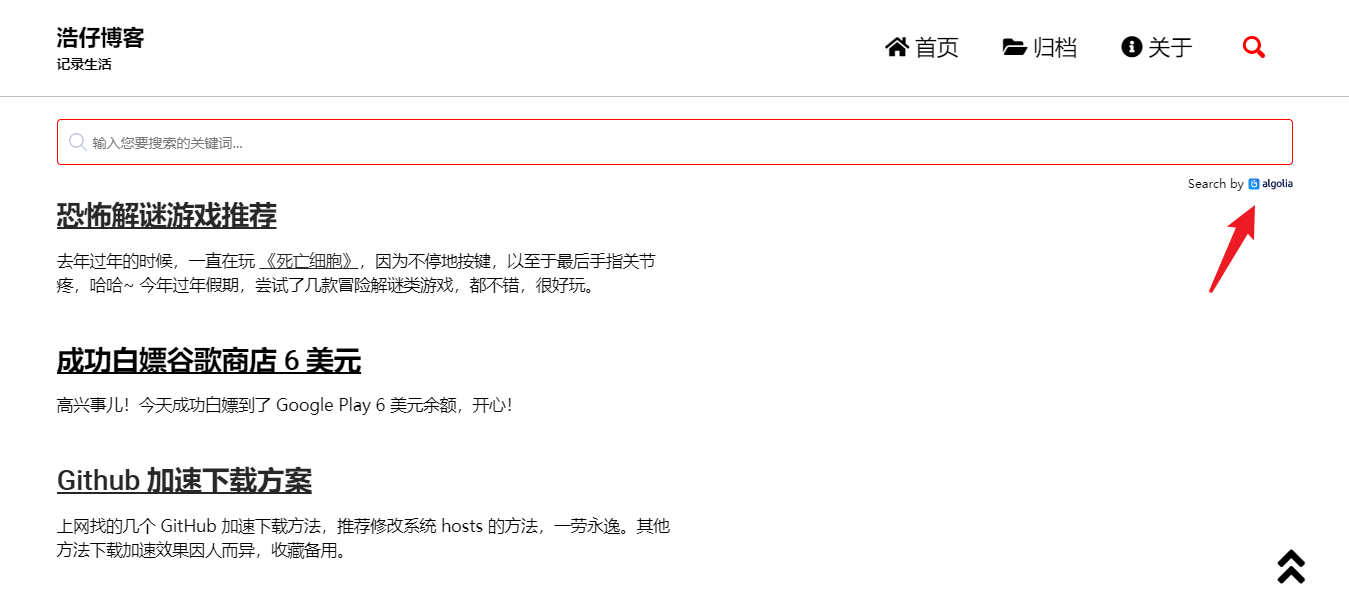 浩仔博客
记录生活
首页 归档 关于
输入您要搜索的关键词...
Search by algolia
恐怖解谜游戏推荐
去年过年的时候，一直在玩 《死亡细胞》，因为不停地按键，以至于最后手指关节
疼，哈哈~ 今年过年假期，尝试了几款冒险解谜类游戏，都不错，很好玩。
成功白嫖谷歌商店 6 美元
高兴事儿！今天成功白嫖到了 Google Play 6 美元余额，开心！
Github 加速下载方案
上网找的几个 GitHub 加速下载方法，推荐修改系统 hosts 的方法，一劳永逸。其他
方法下载加速效果因人而异，收藏备用。